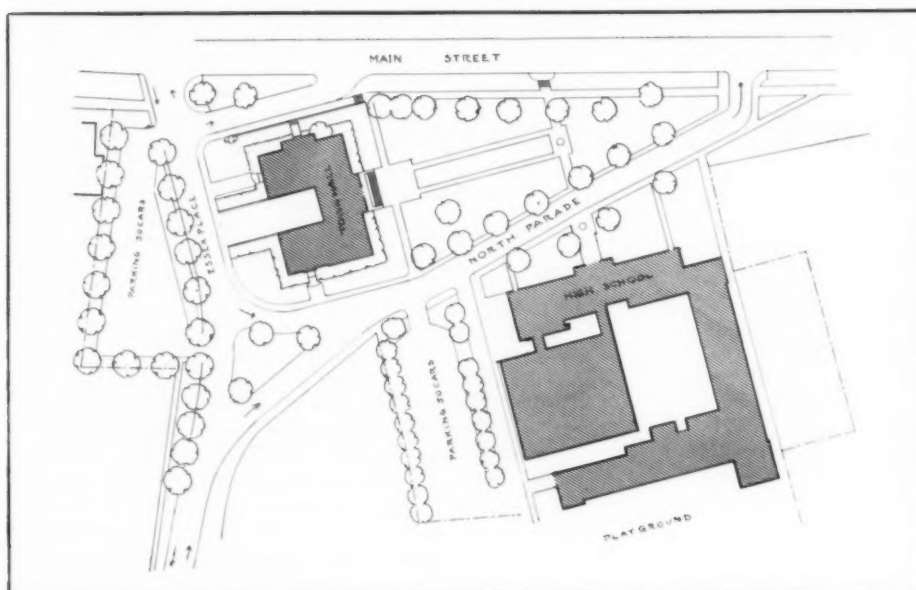 MAIN STREET
PARKING 50 CARS
ESSEX PLACE
TOWN HALL
NORTH PARADE
HIGH SCHOOL
PARKING 50 CARS
PLAYGROUND